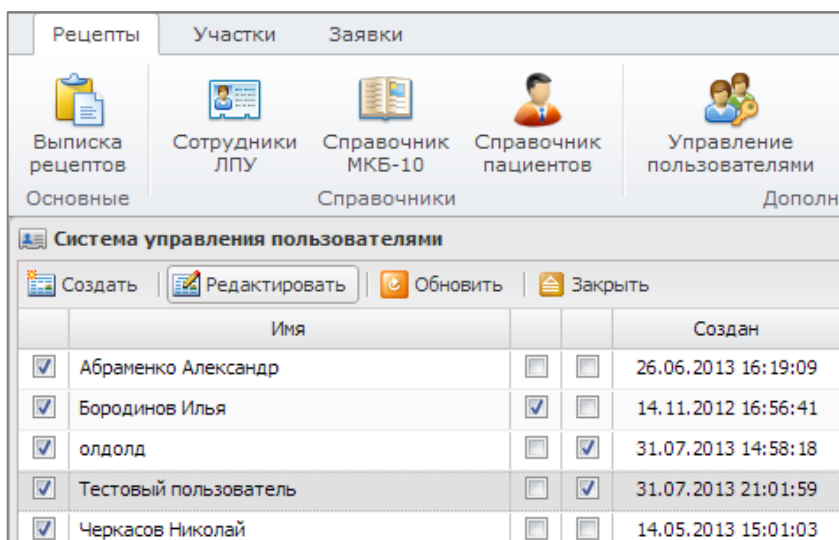 Рецепты Участки Заявки
Выписка рецептов
Сотрудники ЛПУ
Справочник МКБ-10
Справочник пациентов
Управление пользователями
Основные Справочники Дополн
Система управления пользователями
Создать Редактировать Обновить Закрыть
Имя Создан
Абраменко Александр 26.06.2013 16:19:09
Бородинов Илья 14.11.2012 16:56:41
олдолд 31.07.2013 14:58:18
Тестовый пользователь 31.07.2013 21:01:59
Черкасов Николай 14.05.2013 15:01:03